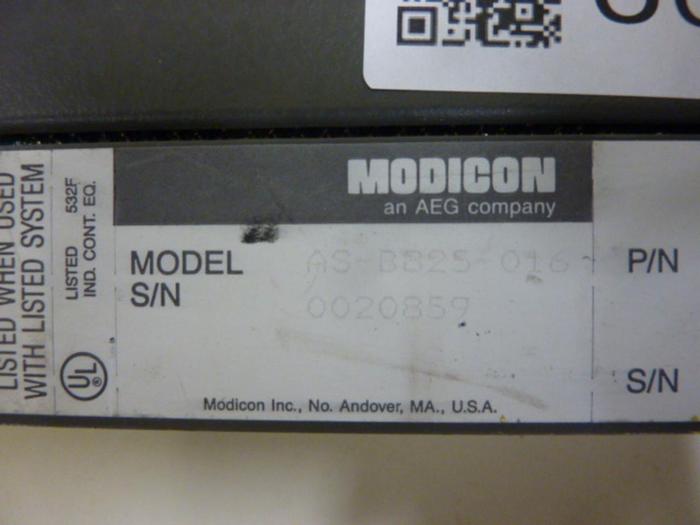 LISTED WHEN USED
WITH LISTED SYSTEM
LISTED 532F
IND. CONT. EQ.
UL
MODICON
an AEG company
MODEL AS-B825-016
S/N 0020859
Modicon Inc., No. Andover, MA., U.S.A.
P/N
S/N